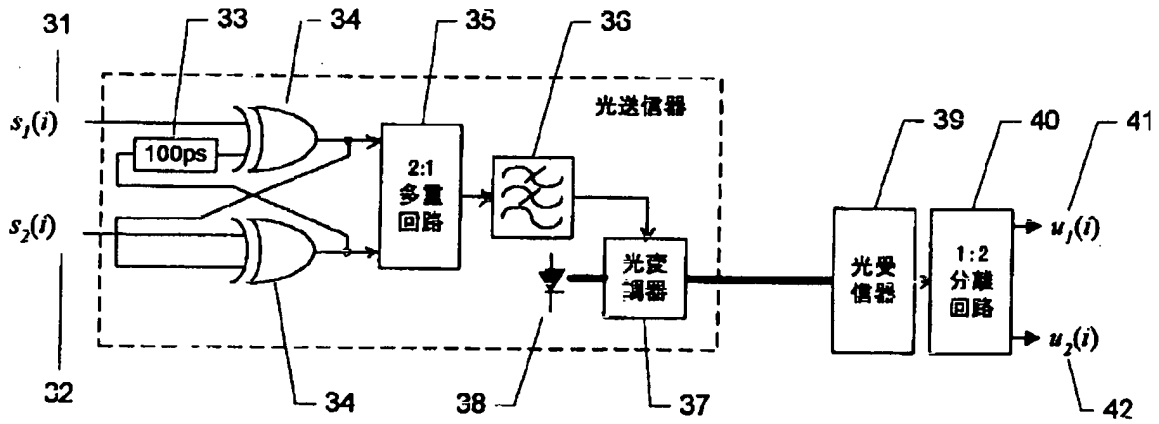 31
33
34
35
36
s₁(i)
100ps
2:1
多重
回路
光送信器
39
40
41
s₂(i)
光変
調器
光受
信器
1:2
分離
回路
u₁(i)
u₂(i)
32
34
38
37
42